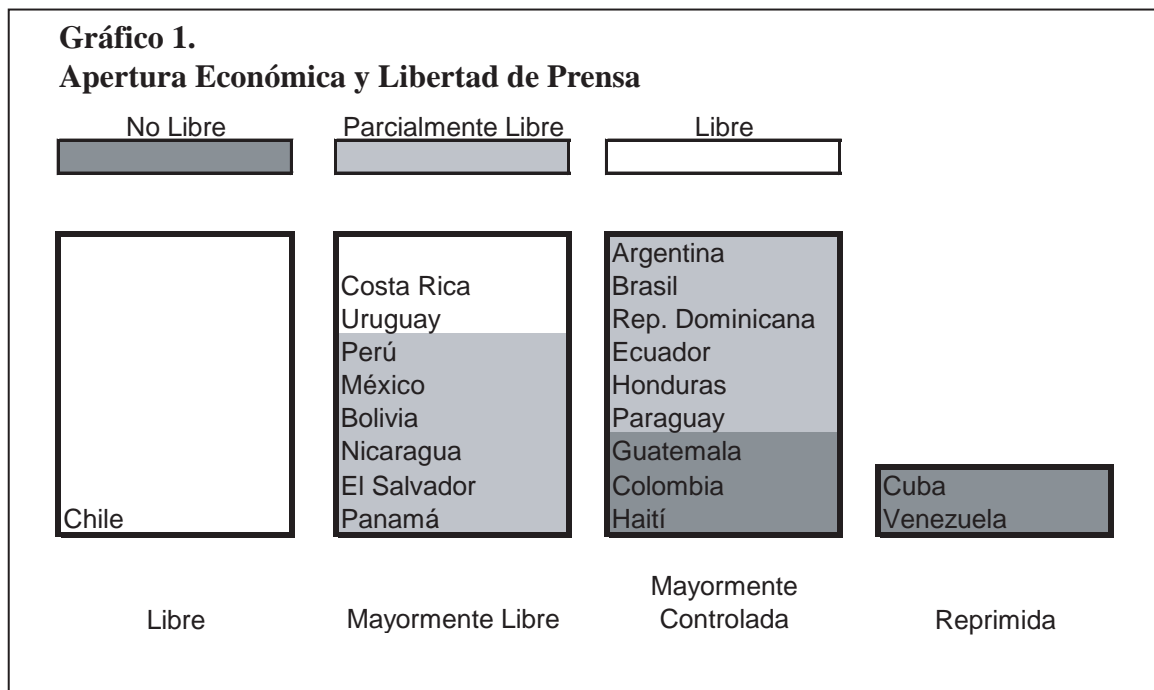 Gráfico 1.
Apertura Económica y Libertad de Prensa
No Libre
Parcialmente Libre
Libre
Chile
Costa Rica
Uruguay
Perú
México
Bolivia
Nicaragua
El Salvador
Panamá
Argentina
Brasil
Rep. Dominicana
Ecuador
Honduras
Paraguay
Guatemala
Colombia
Haití
Cuba
Venezuela
Libre
Mayormente Libre
Mayormente
Controlada
Reprimida